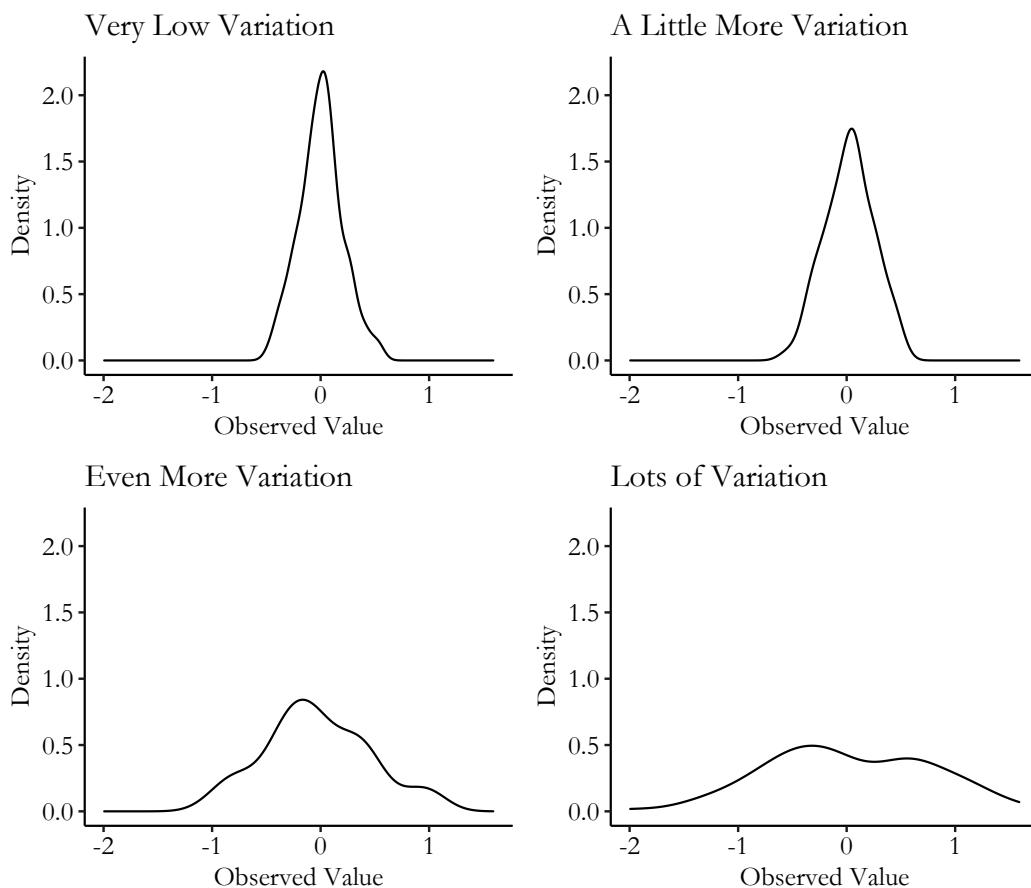 Very Low Variation
2.0
1.5
1.0
0.5
0.0
Density
-2 -1 0 1
Observed Value
A Little More Variation
2.0
1.5
1.0
0.5
0.0
Density
-2 -1 0 1
Observed Value
Even More Variation
2.0
1.5
1.0
0.5
0.0
Density
-2 -1 0 1
Observed Value
Lots of Variation
2.0
1.5
1.0
0.5
0.0
Density
-2 -1 0 1
Observed Value